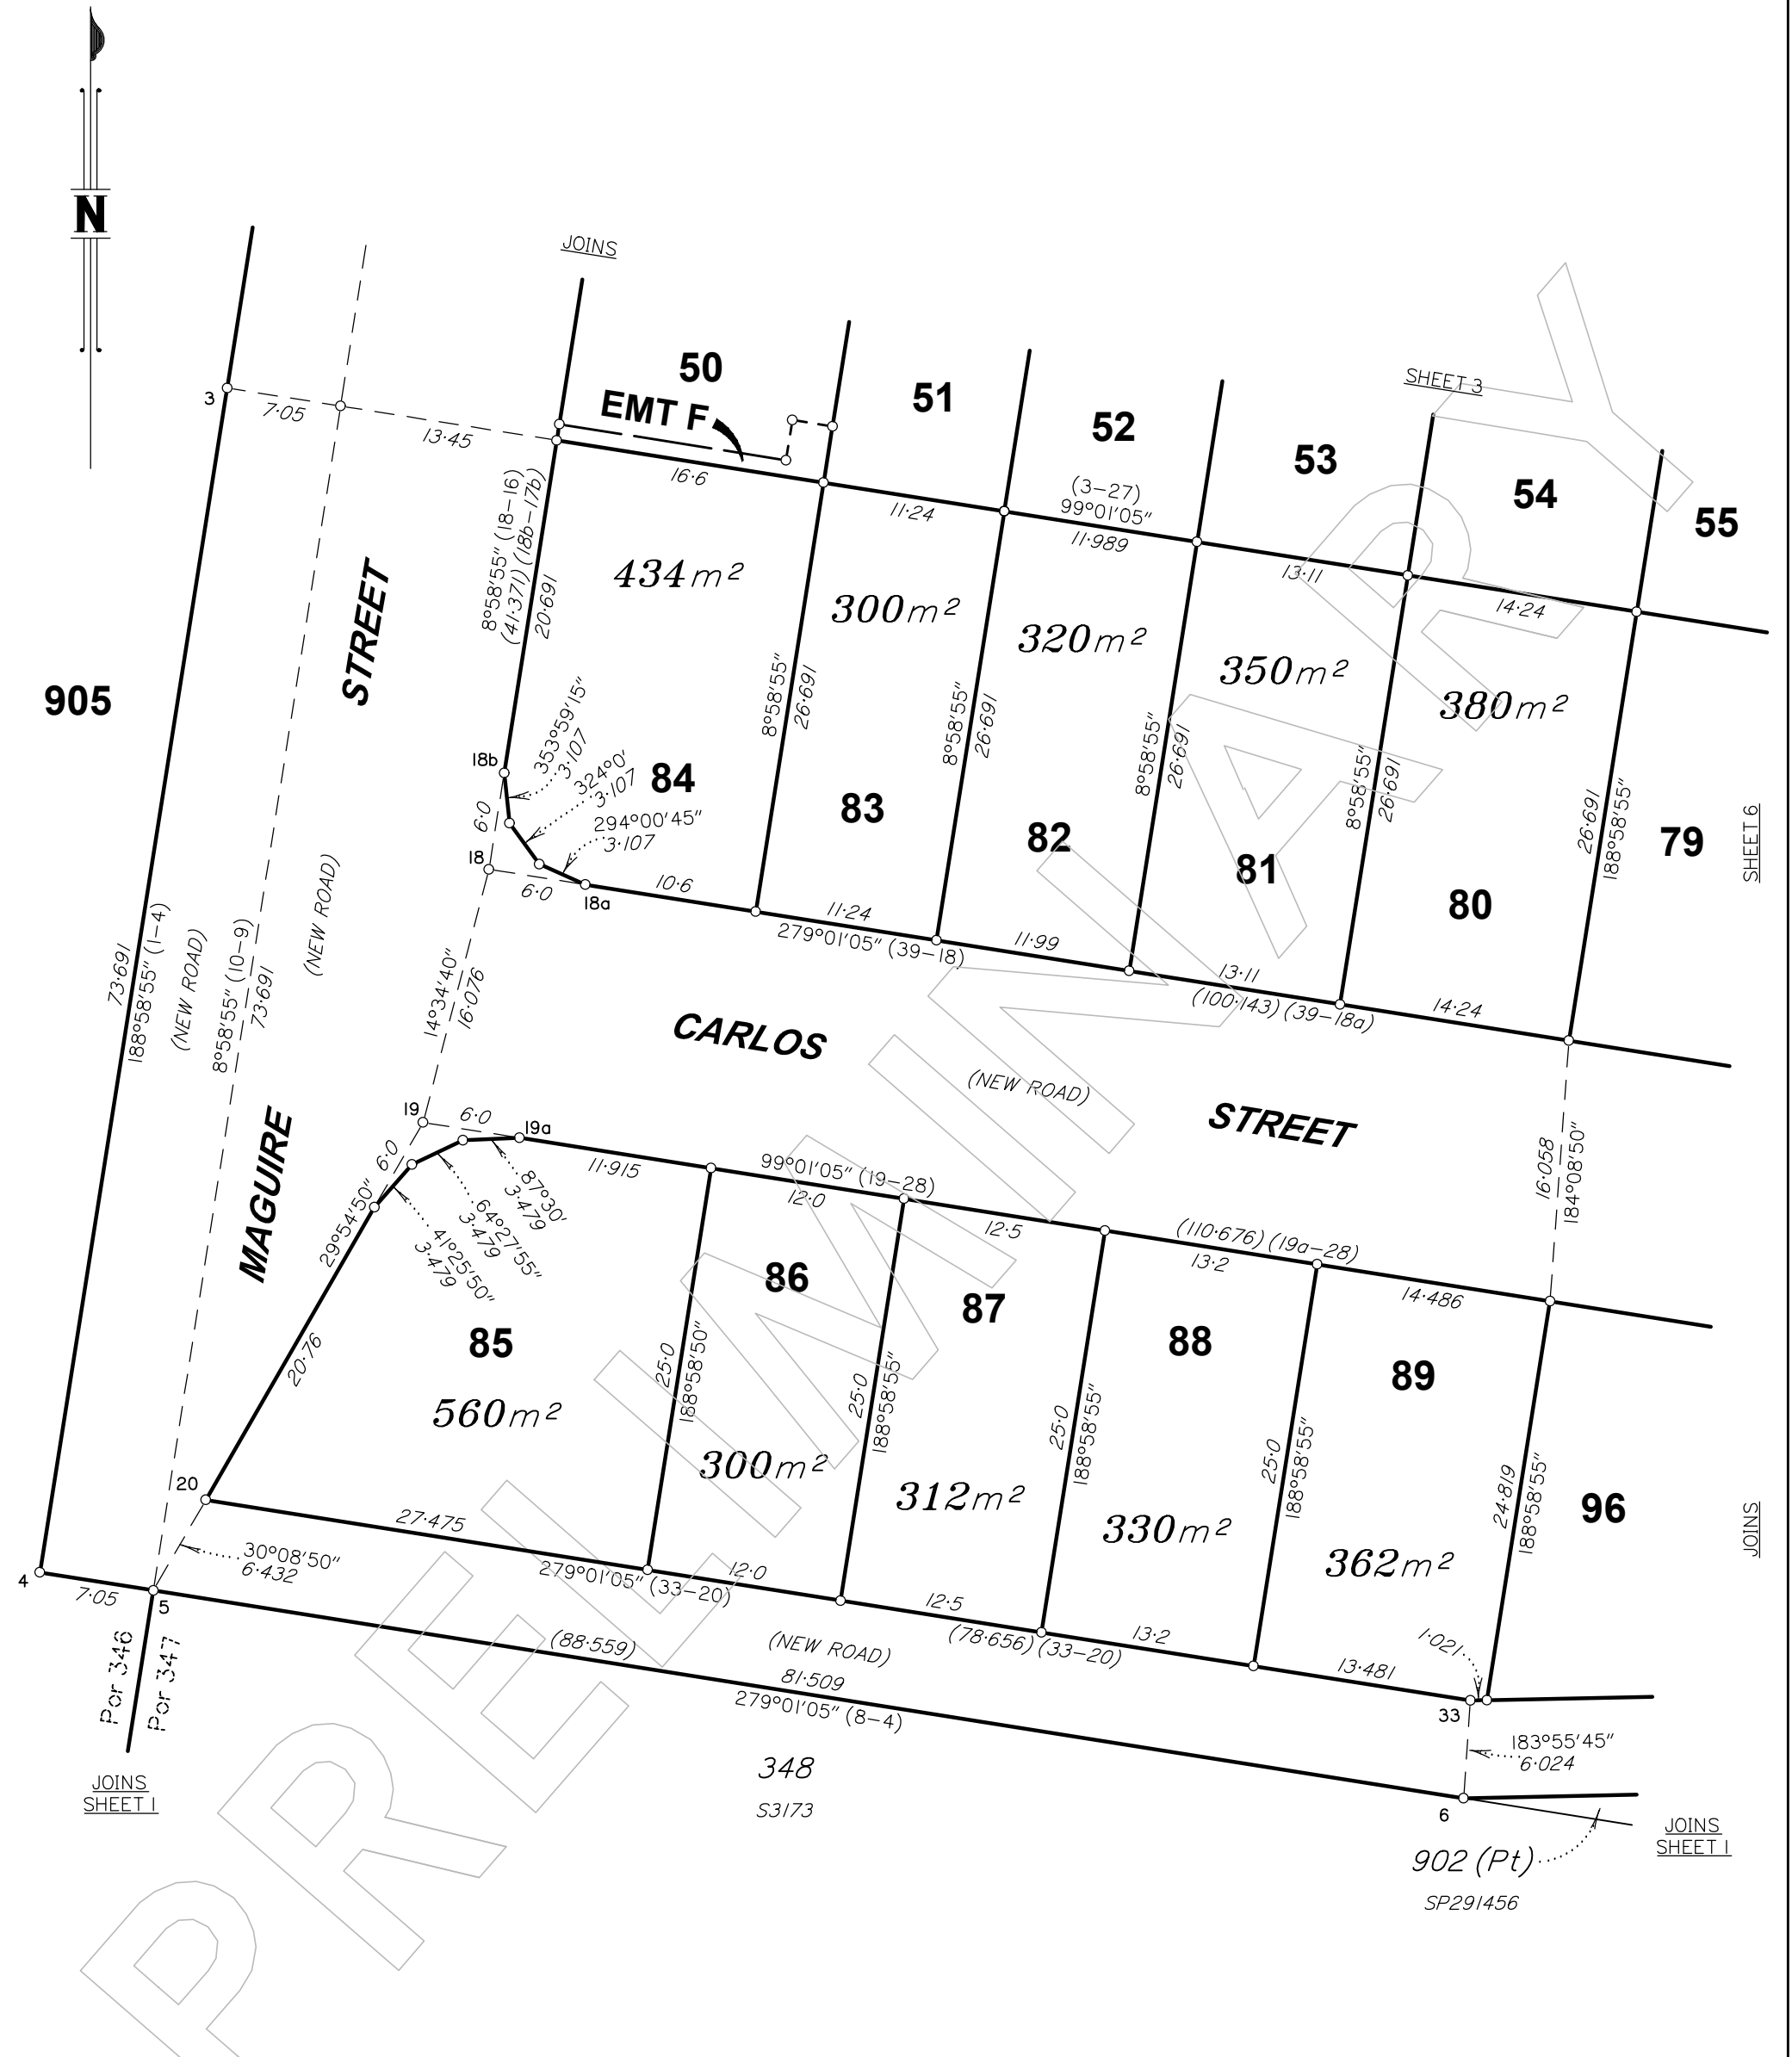 N
JOINS
SHEET 3
50
51
52
53
54
55
EMT F
3
7·05
13·45
16·6
11·24
(3-27)
99°01'05"
11·989
13·11
14·24
8°58'55" (18-16)
(41·371) (18b-17b)
20·691
434m²
300m²
320m²
350m²
380m²
905
STREET
8°58'55"
26·691
8°58'55"
26·691
8°58'55"
26·691
8°58'55"
26·691
26·691
188°58'55"
18b
353°59'15"
3·107
324°0'
3·107
294°00'45"
3·107
84
83
82
81
80
79
SHEET 6
6·0
18
6·0
18a
10·6
11·24
279°01'05" (39-18)
11·99
13·11
(100·143) (39-18a)
14·24
73·691
188°58'55" (1-4)
(NEW ROAD)
8°58'55" (10-9)
73·691
(NEW ROAD)
14°34'40"
16·076
CARLOS
(NEW ROAD)
STREET
16·058
184°08'50"
MAGUIRE
19
6·0
19a
6·0
11·915
99°01'05" (19-28)
12·0
12·5
(110·676) (19a-28)
13·2
14·486
87°30'
3·479
64°27'55"
3·479
41°25'50"
3·479
29°54'50"
20·76
85
560m²
86
300m²
87
312m²
88
330m²
89
362m²
96
JOINS
25·0
188°58'50"
25·0
188°58'55"
25·0
188°58'55"
25·0
188°58'55"
24·819
188°58'55"
20
27·475
279°01'05" (33-20)
12·0
12·5
(78·656) (33-20)
13·2
13·481
1·021
30°08'50"
6·432
4
7·05
5
(88·559)
(NEW ROAD)
81·509
279°01'05" (8-4)
33
183°55'45"
6·024
6
Por 346
Por 347
JOINS
SHEET 1
348
S3173
JOINS
SHEET 1
902 (Pt)
SP291456
PRELIMINARY